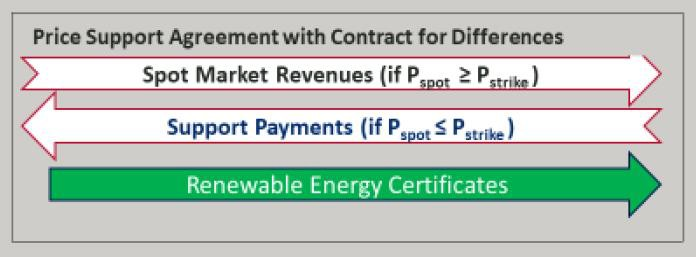 Price Support Agreement with Contract for Differences
Spot Market Revenues (if Pspot ≥ Pstrike)
Support Payments (if Pspot ≤ Pstrike)
Renewable Energy Certificates